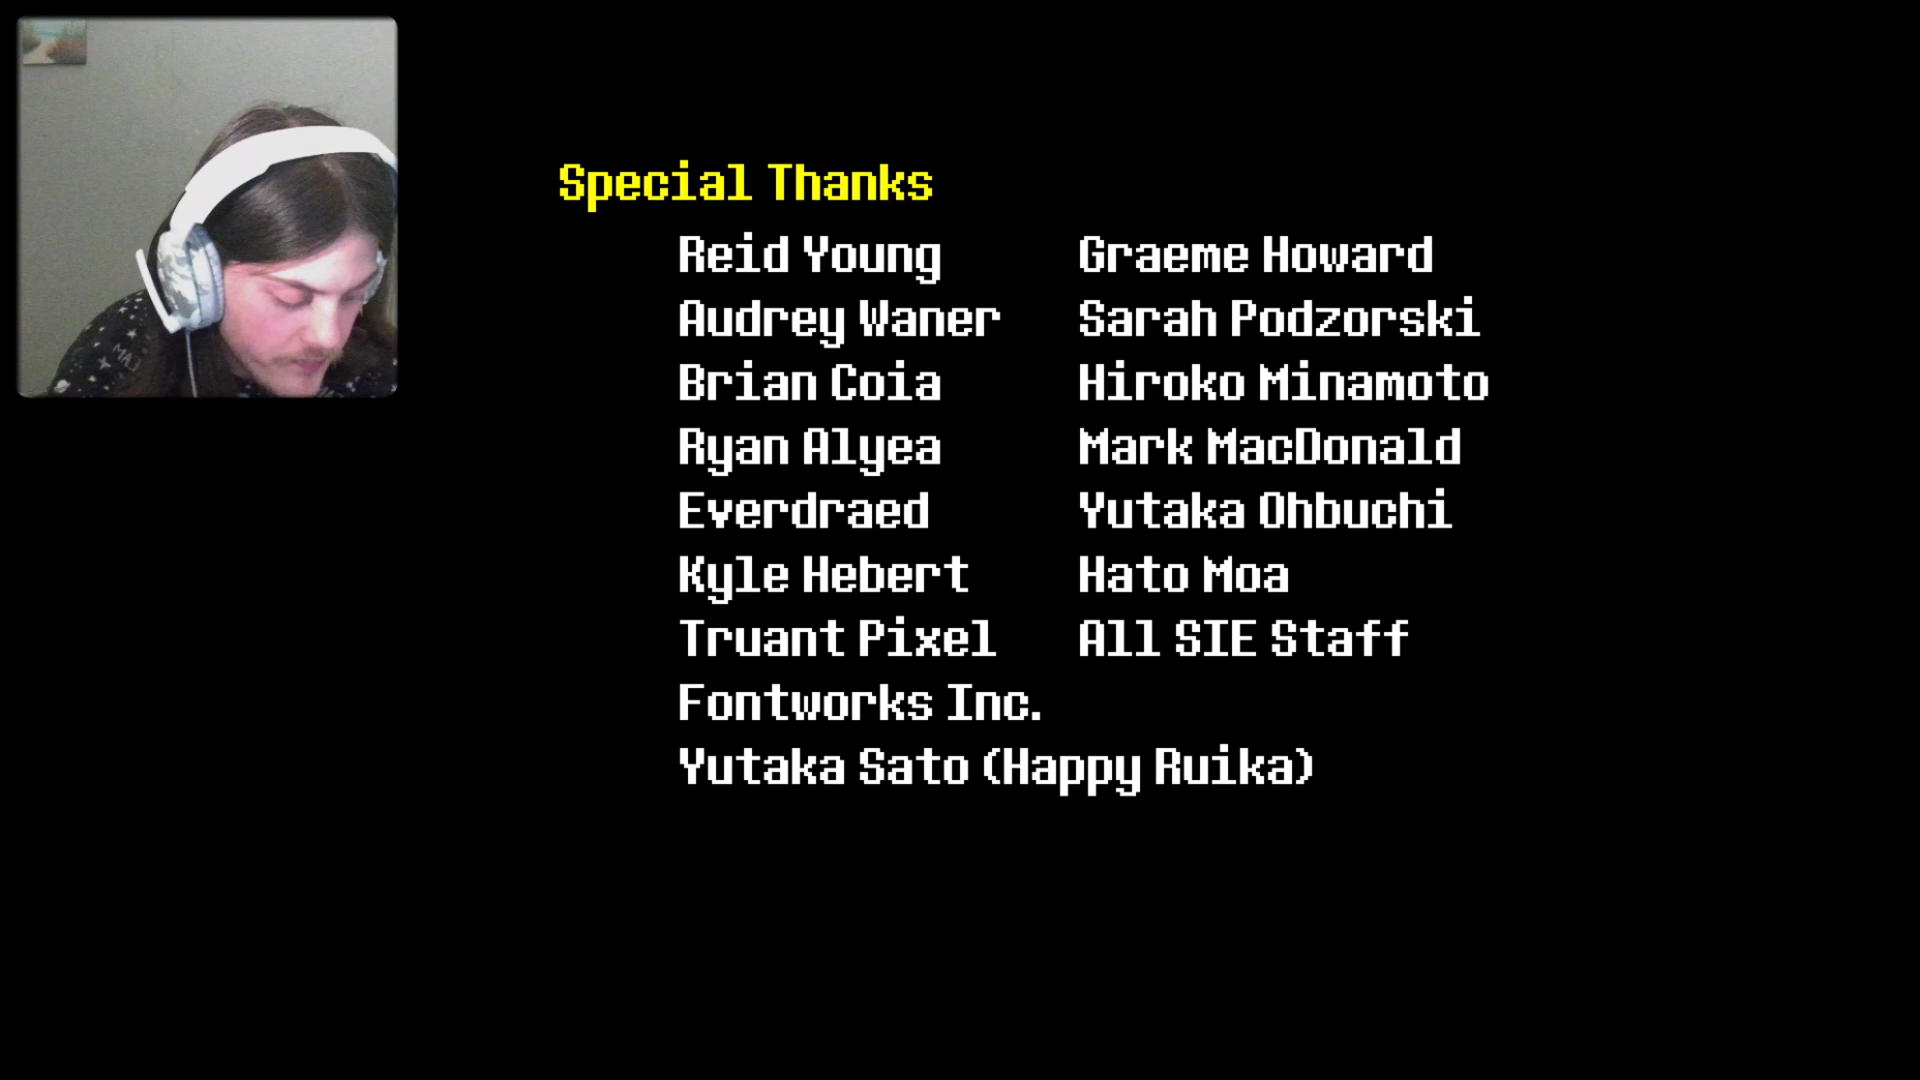 Special Thanks
Reid Young Graeme Howard
Audrey Waner Sarah Podzorski
Brian Coia Hiroko Minamoto
Ryan Alyea Mark MacDonald
Everdraed Yutaka Ohbuchi
Kyle Hebert Hato Moa
Truant Pixel All SIE Staff
Fontworks Inc.
Yutaka Sato (Happy Ruika)